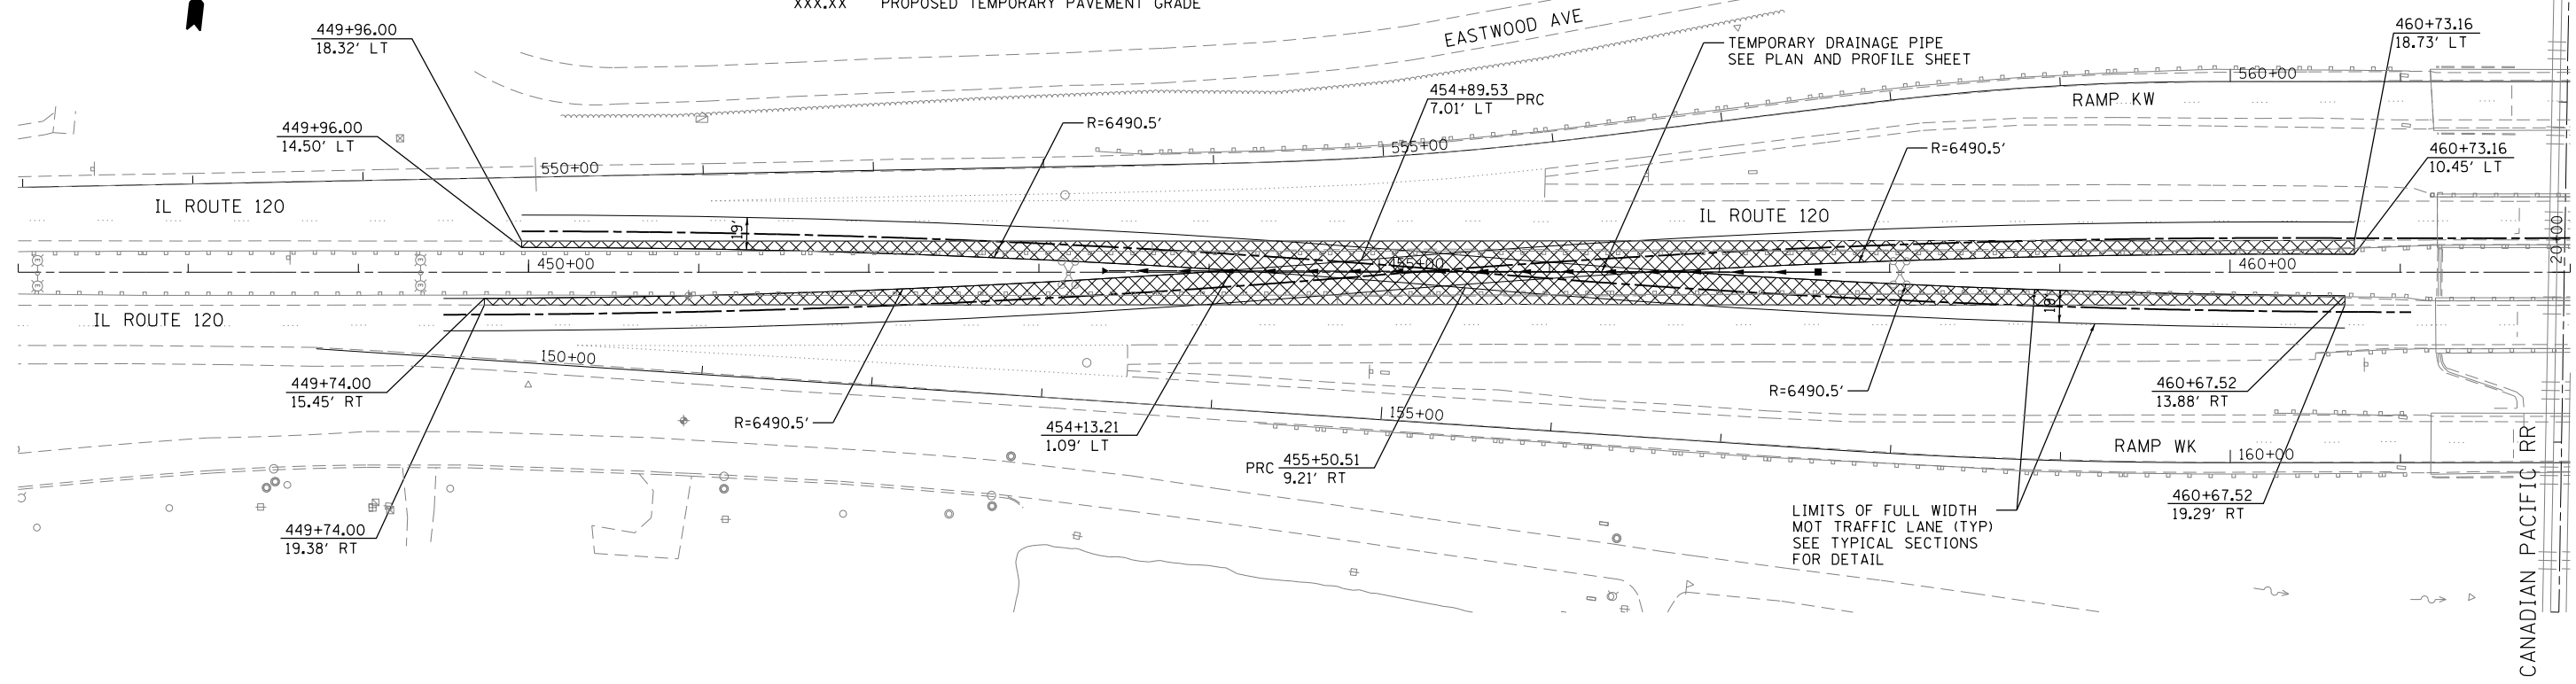 XXX.XX PROPOSED TEMPORARY PAVEMENT GRADE
449+96.00
18.32' LT
EASTWOOD AVE
TEMPORARY DRAINAGE PIPE
SEE PLAN AND PROFILE SHEET
460+73.16
18.73' LT
560+00
RAMP KW
454+89.53
7.01' LT
PRC
R=6490.5'
449+96.00
14.50' LT
555+00
R=6490.5'
460+73.16
10.45' LT
550+00
IL ROUTE 120
IL ROUTE 120
19'
20+00
450+00
455+00
460+00
3
3
3
3
19'
IL ROUTE 120
150+00
449+74.00
15.45' RT
R=6490.5'
R=6490.5'
460+67.52
13.88' RT
155+00
454+13.21
1.09' LT
RAMP WK
160+00
PRC
455+50.51
9.21' RT
460+67.52
19.29' RT
LIMITS OF FULL WIDTH
MOT TRAFFIC LANE (TYP)
SEE TYPICAL SECTIONS
FOR DETAIL
449+74.00
19.38' RT
CANADIAN PACIFIC RR